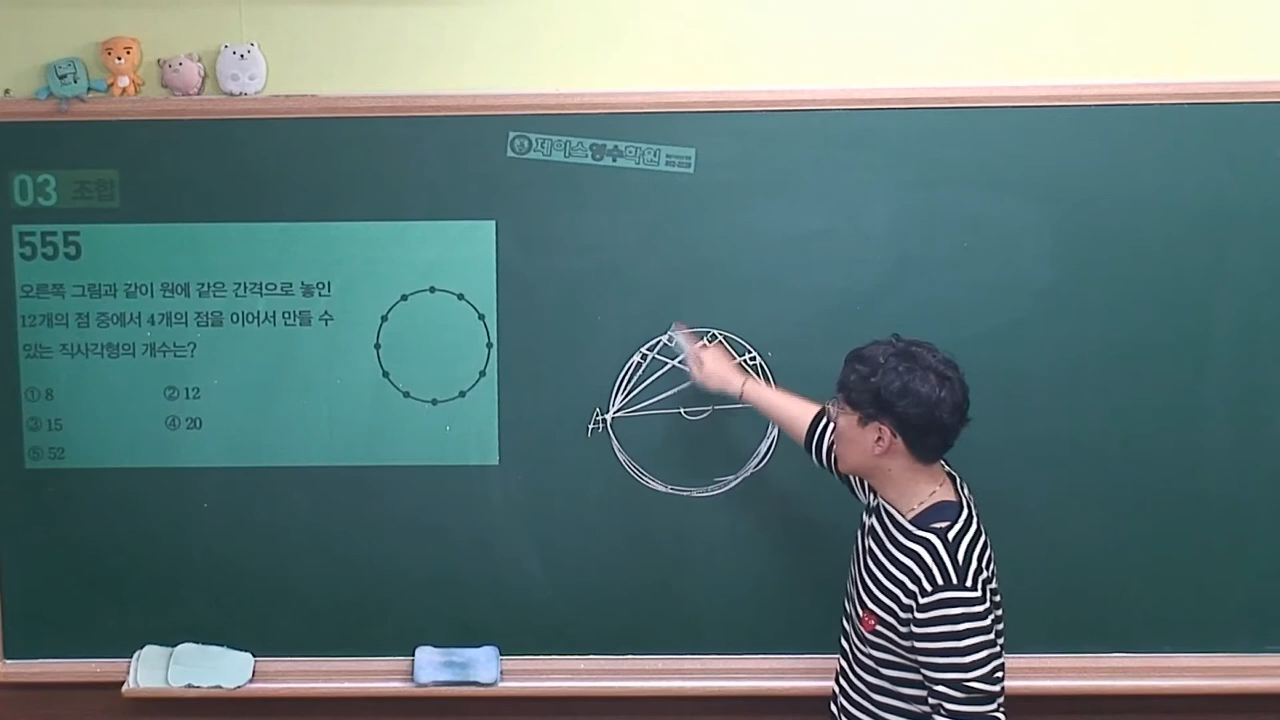 제이스영수학원
03 조합
555
오른쪽 그림과 같이 원에 같은 간격으로 놓인
12개의 점 중에서 4개의 점을 이어서 만들 수
있는 직사각형의 개수는?
① 8 ② 12
③ 15 ④ 20
⑤ 52
A